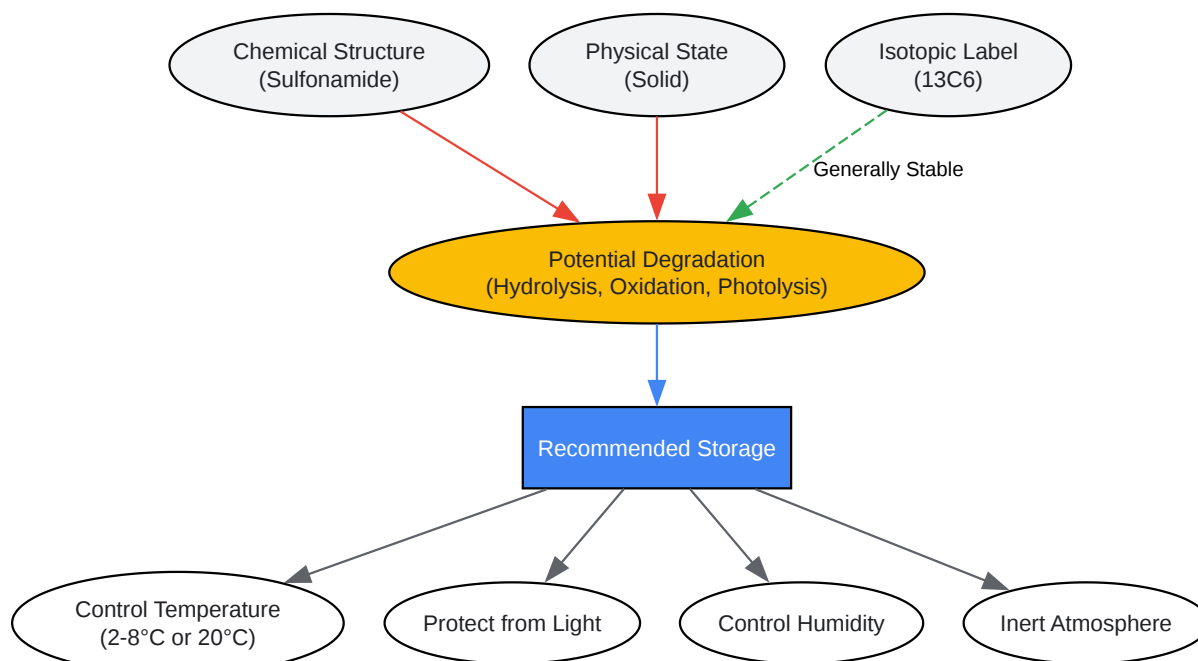 Chemical Structure
(Sulfonamide)
Physical State
(Solid)
Isotopic Label
(13C6)
Generally Stable
Potential Degradation
(Hydrolysis, Oxidation, Photolysis)
Recommended Storage
Control Temperature
(2-8°C or 20°C)
Protect from Light
Control Humidity
Inert Atmosphere